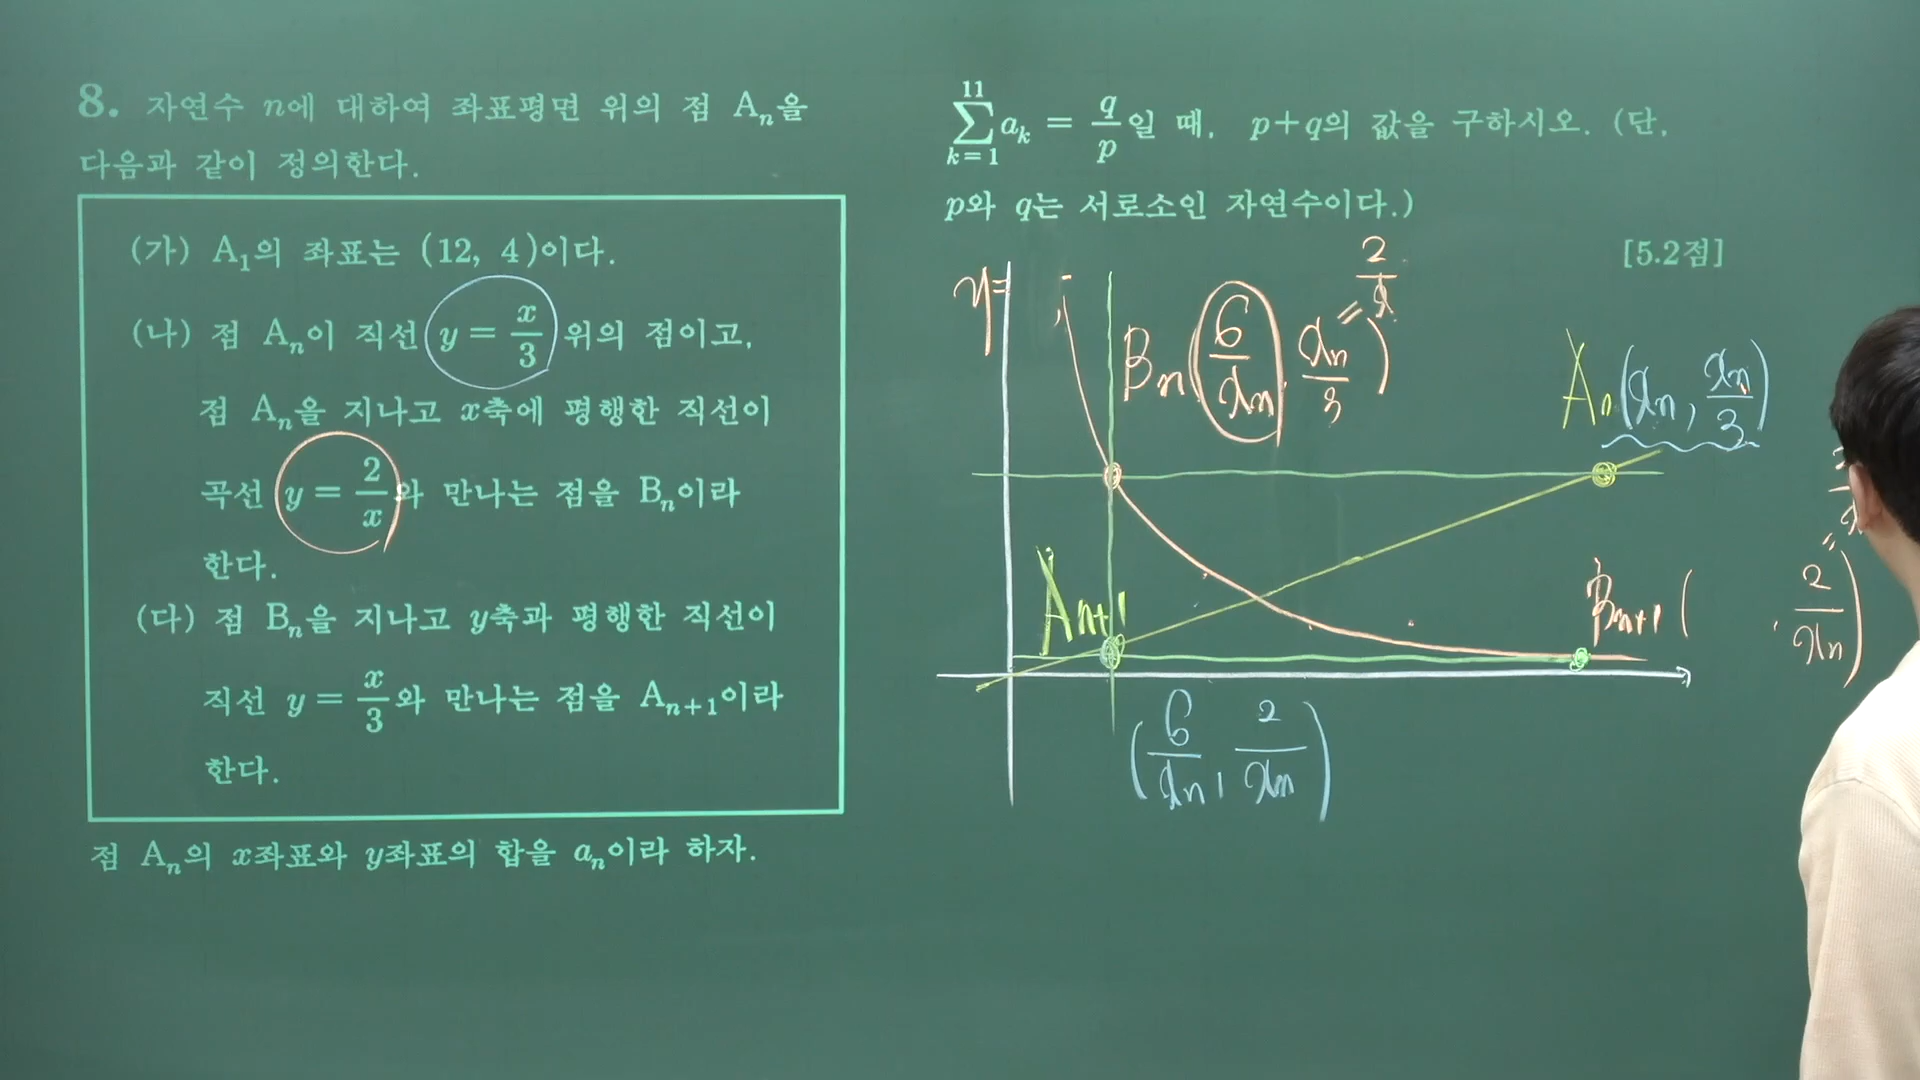 8. 자연수 n에 대하여 좌표평면 위의 점 Aₙ을
다음과 같이 정의한다.
(가) A₁의 좌표는 (12, 4)이다.
(나) 점 Aₙ이 직선 y = x/3 위의 점이고,
점 Aₙ을 지나고 x축에 평행한 직선이
곡선 y = 2/x와 만나는 점을 Bₙ이라
한다.
(다) 점 Bₙ을 지나고 y축과 평행한 직선이
직선 y = x/3와 만나는 점을 Aₙ₊₁이라
한다.
점 Aₙ의 x좌표와 y좌표의 합을 aₙ이라 하자.
∑_{k=1}^{11} aₖ = q/p일 때, p+q의 값을 구하시오. (단,
p와 q는 서로소인 자연수이다.)
[5.2점]
y=
2/x
=
Bₙ(6/xₙ, xₙ/3)
Aₙ(xₙ, xₙ/3)
Aₙ₊₁
Bₙ₊₁( , 2/xₙ)
(6/xₙ, 2/xₙ)